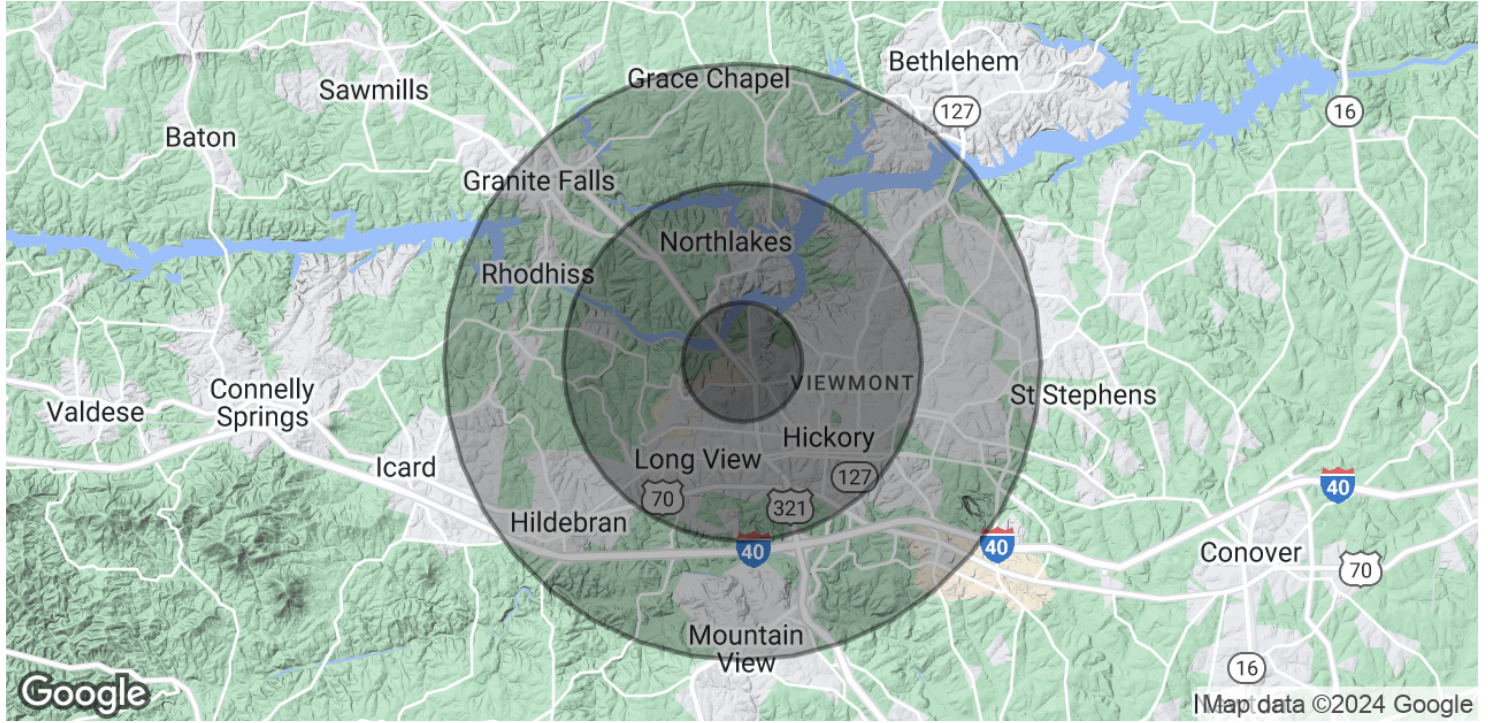 Bethlehem
Grace Chapel
Sawmills
127
16
Baton
Granite Falls
Northlakes
Rhodhiss
VIEWMONT
Connelly
Springs
St Stephens
Valdese
Hickory
Long View
Icard
127
40
70
321
Hildebran
40
40
Conover
70
Mountain
View
16
Google
Map data ©2024 Google